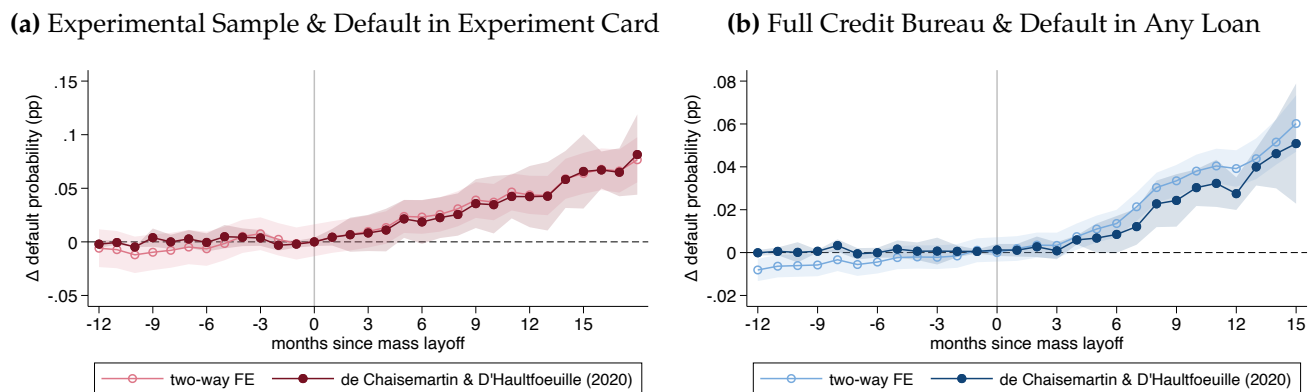 (a) Experimental Sample & Default in Experiment Card
Δ default probability (pp)
.15
.1
.05
0
-.05
-12 -9 -6 -3 0 3 6 9 12 15
months since mass layoff
two-way FE de Chaisemartin & D'Haultfoeuille (2020)
(b) Full Credit Bureau & Default in Any Loan
Δ default probability (pp)
.08
.06
.04
.02
0
-.02
-12 -9 -6 -3 0 3 6 9 12 15
months since mass layoff
two-way FE de Chaisemartin & D'Haultfoeuille (2020)